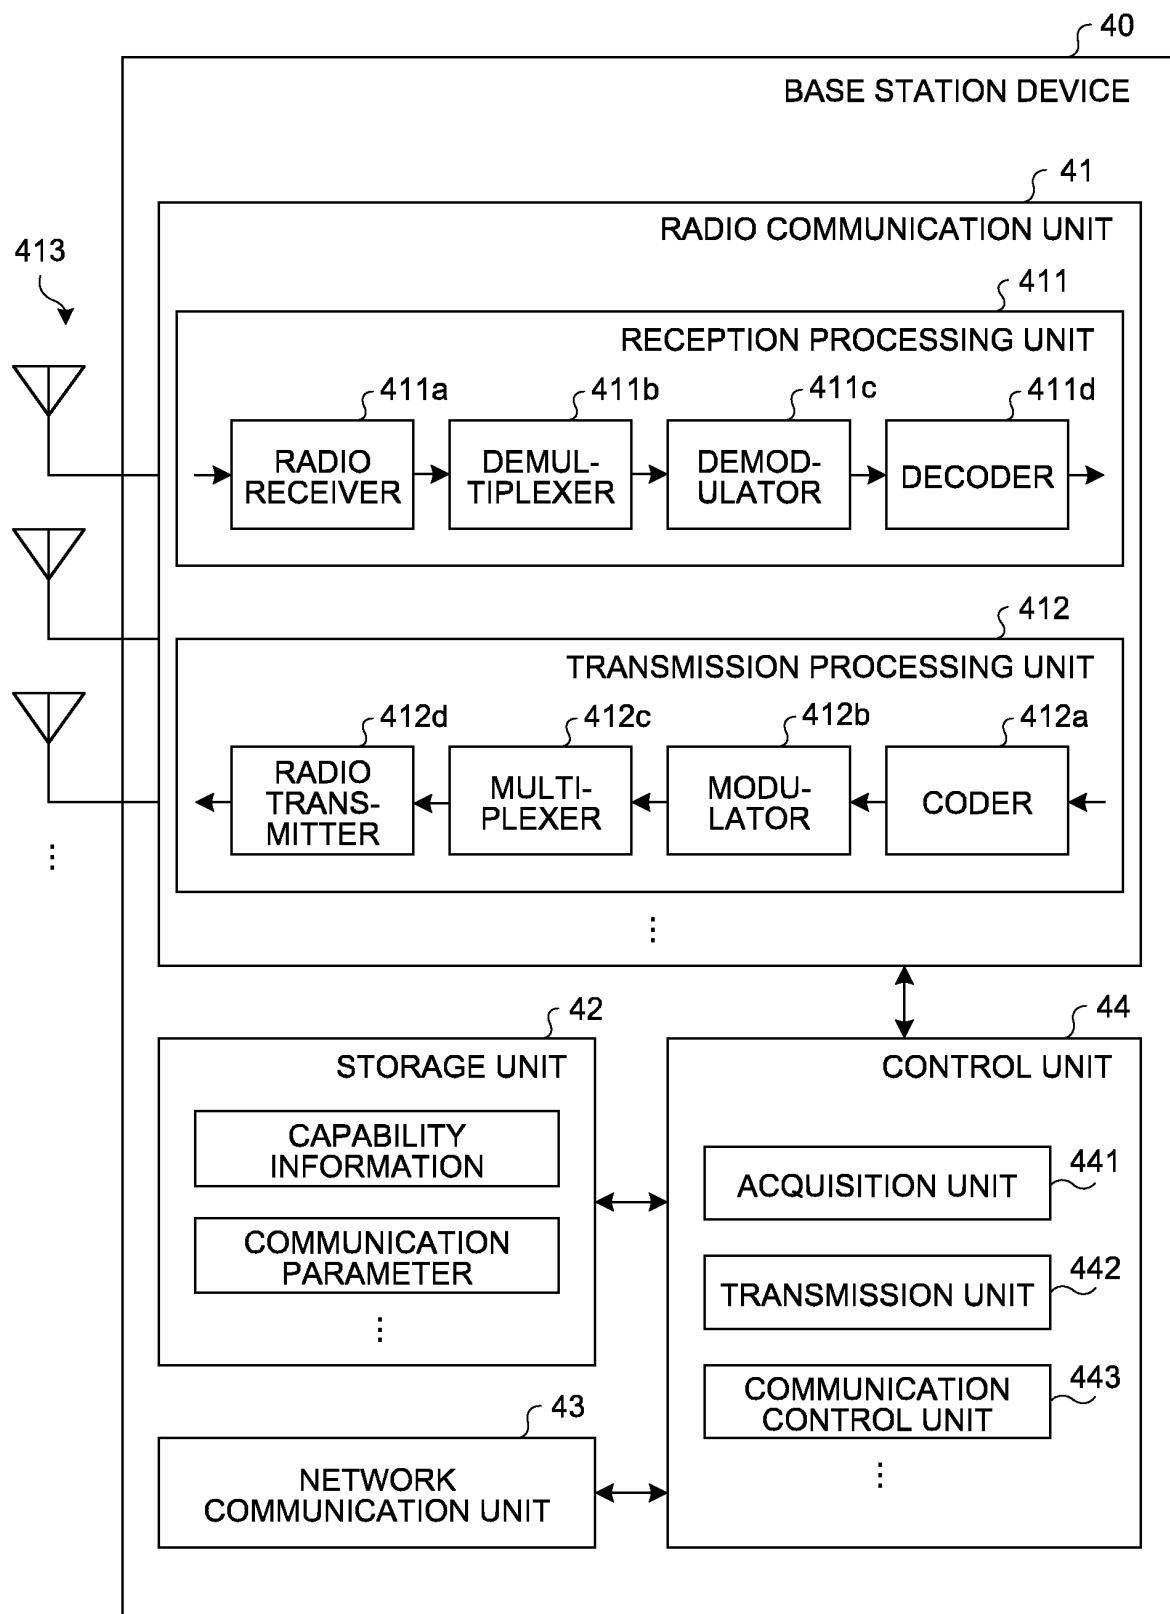 40
BASE STATION DEVICE
41
RADIO COMMUNICATION UNIT
413
411
RECEPTION PROCESSING UNIT
411a
411b
411c
411d
RADIO
RECEIVER
DEMUL-
TIPLEXER
DEMOD-
ULATOR
DECODER
412
TRANSMISSION PROCESSING UNIT
412d
412c
412b
412a
RADIO
TRANS-
MITTER
MULTI-
PLEXER
MODU-
LATOR
CODER
42
STORAGE UNIT
CAPABILITY
INFORMATION
COMMUNICATION
PARAMETER
44
CONTROL UNIT
ACQUISITION UNIT
441
TRANSMISSION UNIT
442
COMMUNICATION
CONTROL UNIT
443
43
NETWORK
COMMUNICATION UNIT